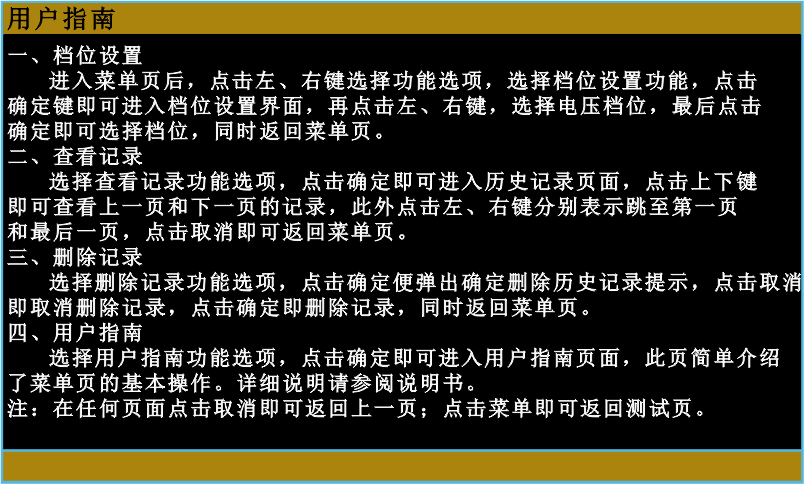 用户指南
一、档位设置
进入菜单页后，点击左、右键选择功能选项，选择档位设置功能，点击
确定键即可进入档位设置界面，再点击左、右键，选择电压档位，最后点击
确定即可选择档位，同时返回菜单页。
二、查看记录
选择查看记录功能选项，点击确定即可进入历史记录页面，点击上下键
即可查看上一页和下一页的记录，此外点击左、右键分别表示跳至第一页
和最后一页，点击取消即可返回菜单页。
三、删除记录
选择删除记录功能选项，点击确定便弹出确定删除历史记录提示，点击取消
即取消删除记录，点击确定即删除记录，同时返回菜单页。
四、用户指南
选择用户指南功能选项，点击确定即可进入用户指南页面，此页简单介绍
了菜单页的基本操作。详细说明请参阅说明书。
注：在任何页面点击取消即可返回上一页；点击菜单即可返回测试页。